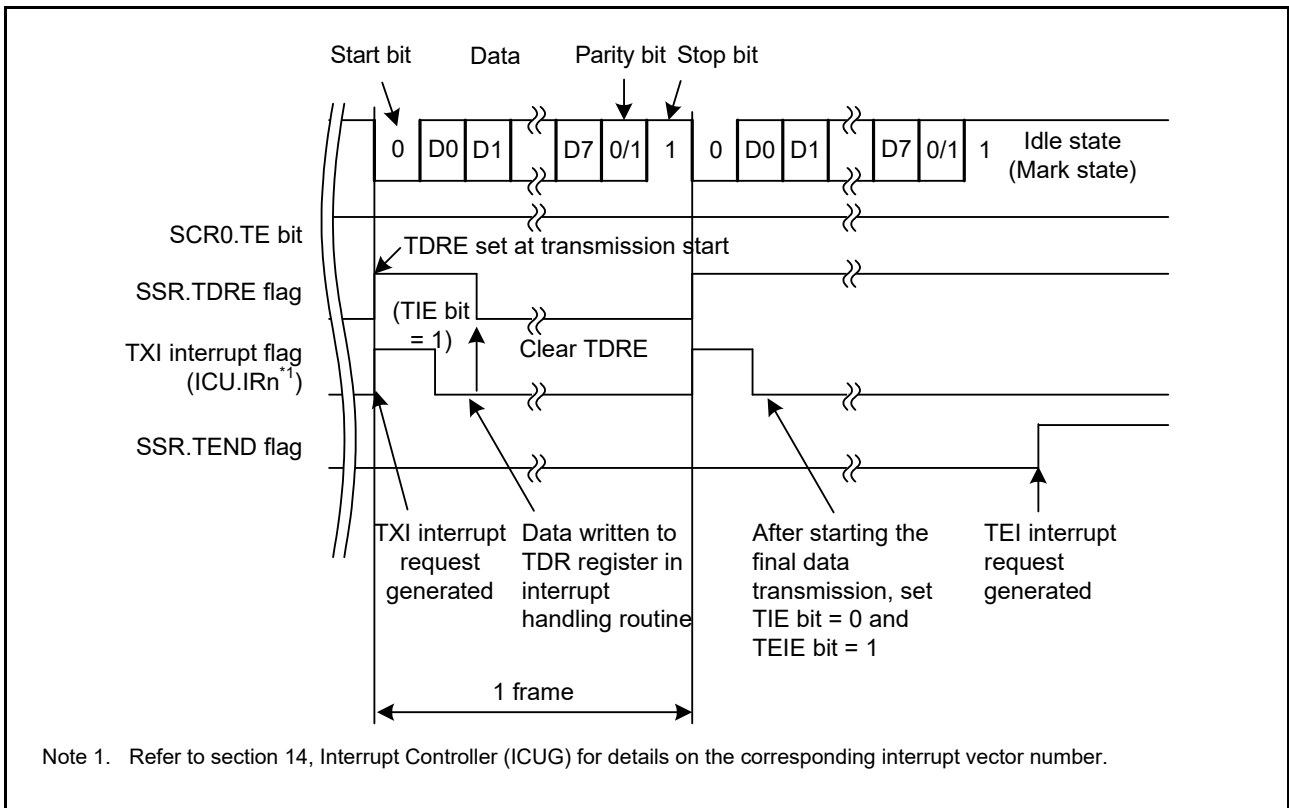 Start bit Data Parity bit Stop bit
0 D0 D1 D7 0/1 1 0 D0 D1 D7 0/1 1 Idle state
(Mark state)
SCR0.TE bit
TDRE set at transmission start
SSR.TDRE flag
(TIE bit
= 1)
Clear TDRE
TXI interrupt flag
(ICU.IRn*1)
SSR.TEND flag
TXI interrupt
request
generated
Data written to
TDR register in
interrupt
handling routine
After starting the
final data
transmission, set
TIE bit = 0 and
TEIE bit = 1
TEI interrupt
request
generated
1 frame
Note 1. Refer to section 14, Interrupt Controller (ICUG) for details on the corresponding interrupt vector number.